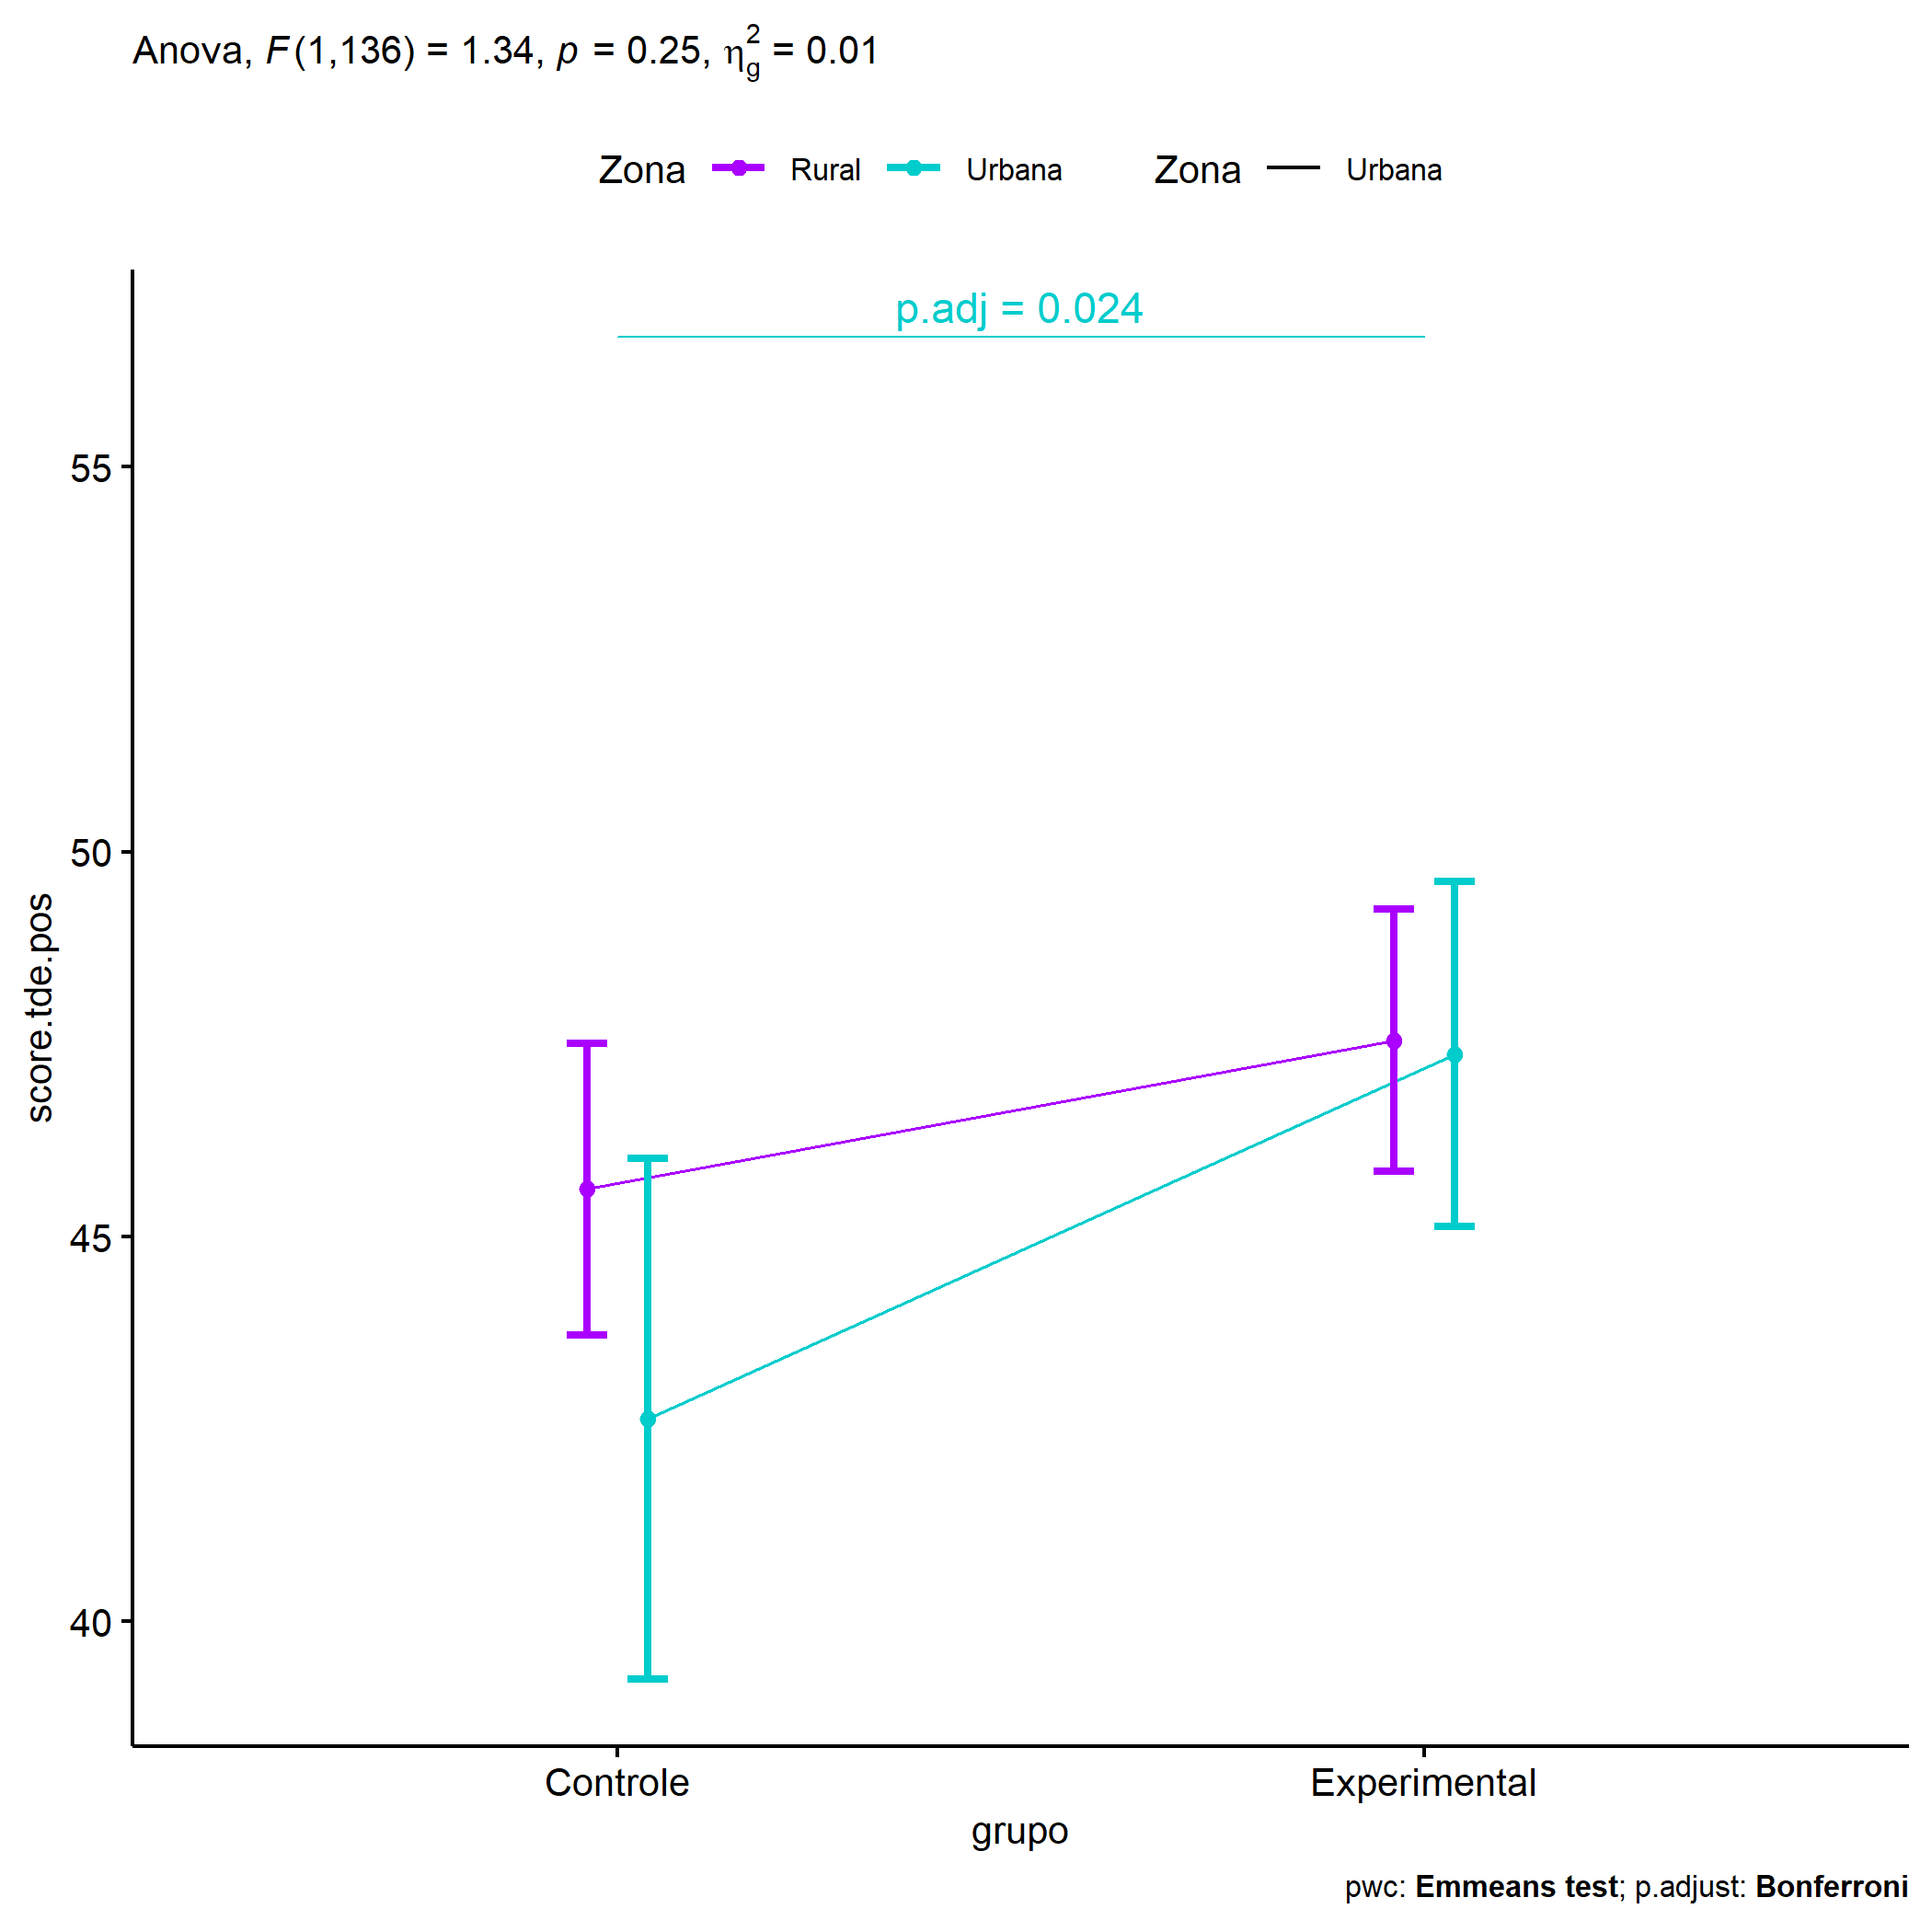 Anova, F(1,136) = 1.34, p = 0.25, η²g = 0.01
Zona Rural Urbana Zona Urbana
p.adj = 0.024
55
50
45
40
score.tde.pos
Controle Experimental
grupo
pwc: Emmeans test; p.adjust: Bonferroni